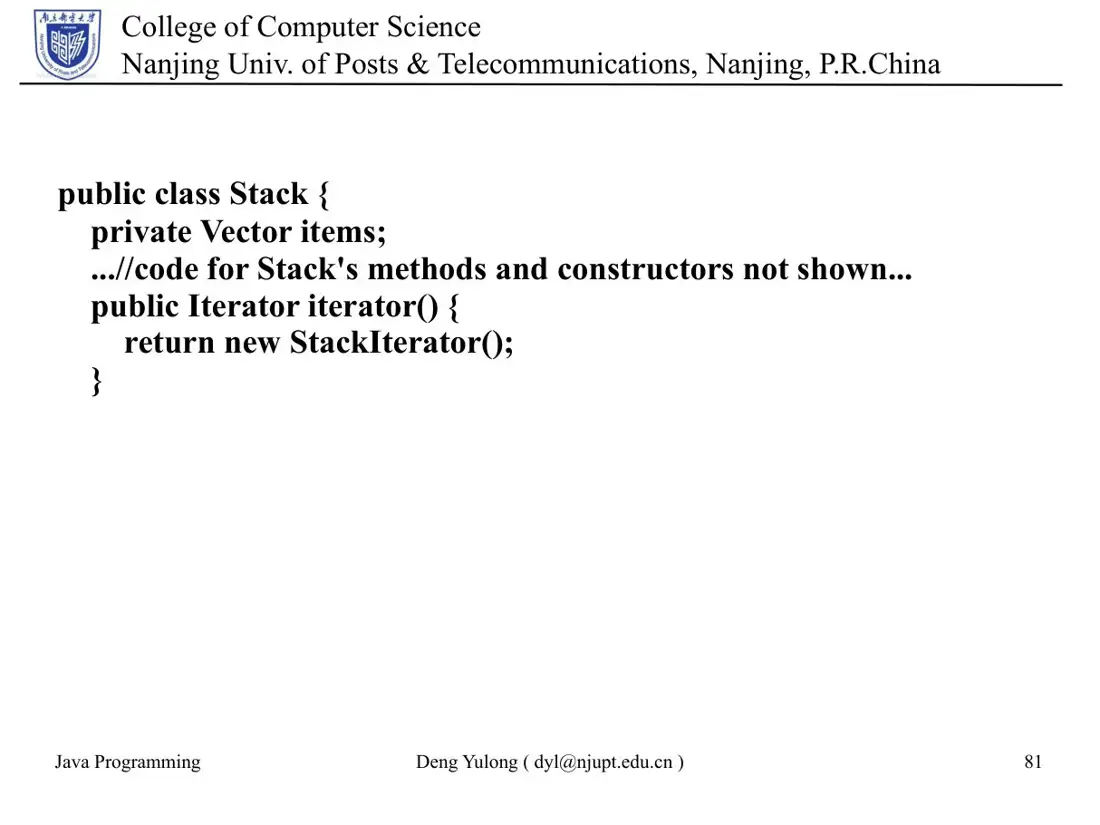 College of Computer Science
Nanjing Univ. of Posts & Telecommunications, Nanjing, P.R.China
public class Stack {
private Vector items;
...//code for Stack's methods and constructors not shown...
public Iterator iterator() {
return new StackIterator();
}
Java Programming
Deng Yulong ( dyl@njupt.edu.cn )
81